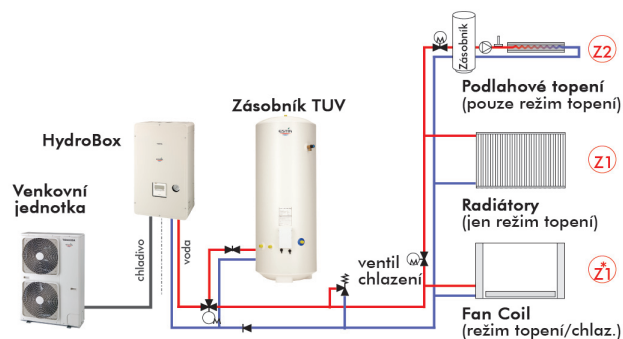 Zásobník
Z2
Podlahové topení
(pouze režim topení)
Zásobník TUV
HydroBox
Z1
Venkovní
jednotka
chladivo
voda
Radiátory
(jen režim topení)
ventil
chlazení
Z1*
Fan Coil
(režim topení/chlaz.)
M
M
M